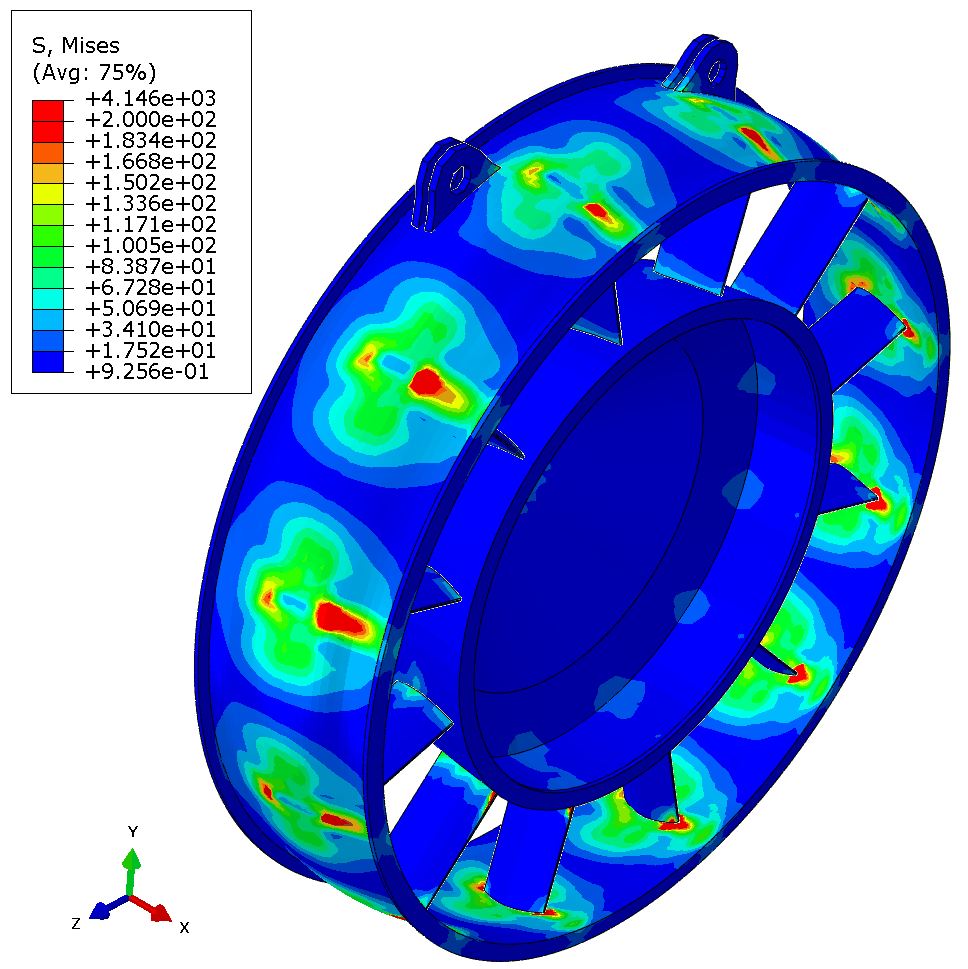 S, Mises
(Avg: 75%)
+4.146e+03
+2.000e+02
+1.834e+02
+1.668e+02
+1.502e+02
+1.336e+02
+1.171e+02
+1.005e+02
+8.387e+01
+6.728e+01
+5.069e+01
+3.410e+01
+1.752e+01
+9.256e-01
Y
Z
X